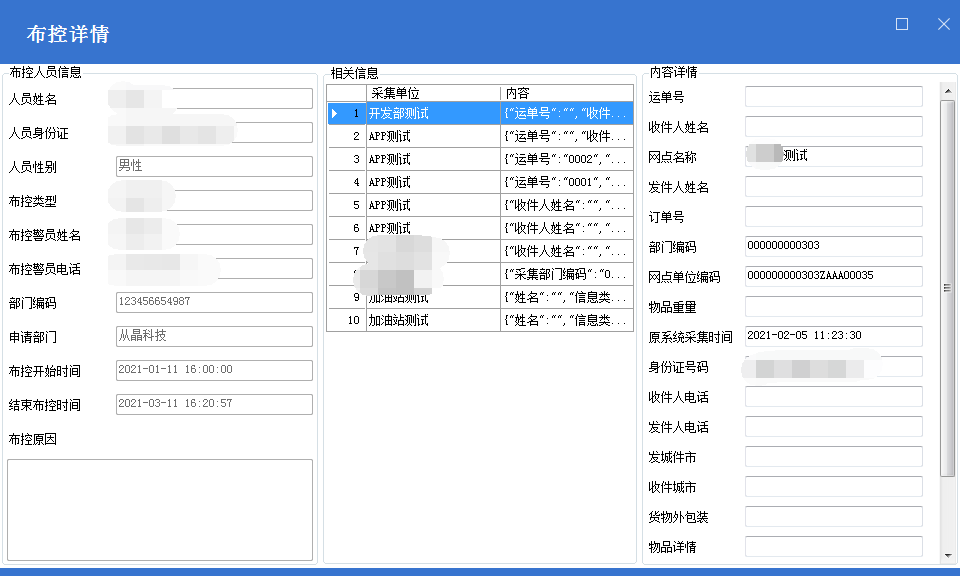 布控详情
布控人员信息
人员姓名
人员身份证
人员性别 男性
布控类型
布控警员姓名
布控警员电话
部门编码 123456654987
申请部门 从晶科技
布控开始时间 2021-01-11 16:00:00
结束布控时间 2021-03-11 16:20:57
布控原因
相关信息
采集单位 内容
1 开发部测试 {"运单号":"","收件...
2 APP测试 {"运单号":"","收件...
3 APP测试 {"运单号":"0002","...
4 APP测试 {"运单号":"0001","...
5 APP测试 {"收件人姓名":"","...
6 APP测试 {"收件人姓名":"","...
7 {"收件人姓名":"","...
{"采集部门编码":"0...
9 加油站测试 {"姓名":"","信息类...
10 加油站测试 {"姓名":"","信息类...
内容详情
运单号
收件人姓名
网点名称 测试
发件人姓名
订单号
部门编码 000000000303
网点单位编码 000000000303ZAAA00035
物品重量
原系统采集时间 2021-02-05 11:23:30
身份证号码
收件人电话
发件人电话
发城件市
收件城市
货物外包装
物品详情